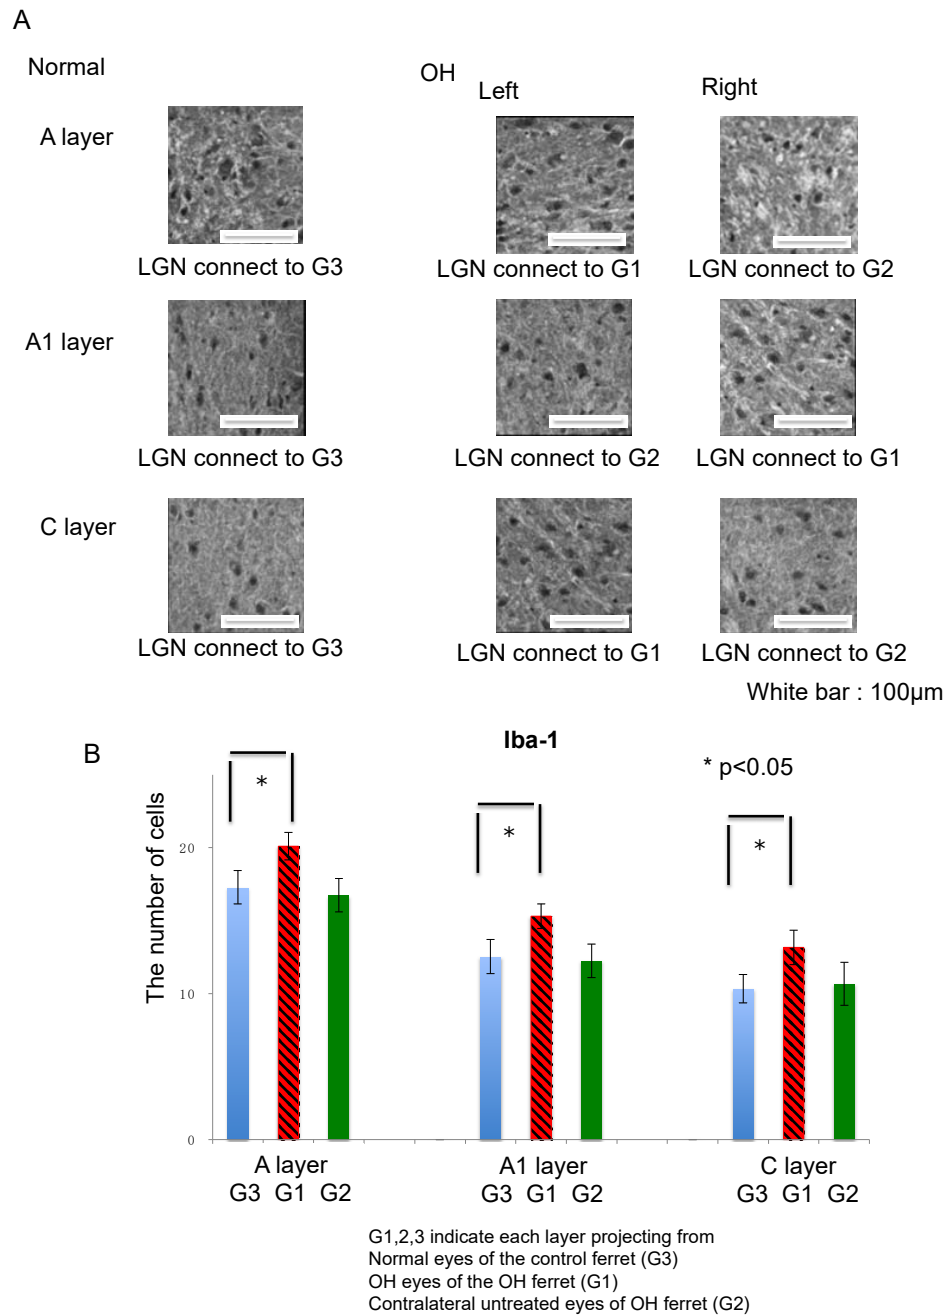 A
Normal
OH
Left
Right
A layer
LGN connect to G3
LGN connect to G1
LGN connect to G2
A1 layer
LGN connect to G3
LGN connect to G2
LGN connect to G1
C layer
LGN connect to G3
LGN connect to G1
LGN connect to G2
White bar : 100µm
B
Iba-1
* p<0.05
The number of cells
20
10
0
*
*
*
A layer
A1 layer
C layer
G3 G1 G2
G3 G1 G2
G3 G1 G2
G1,2,3 indicate each layer projecting from
Normal eyes of the control ferret (G3)
OH eyes of the OH ferret (G1)
Contralateral untreated eyes of OH ferret (G2)